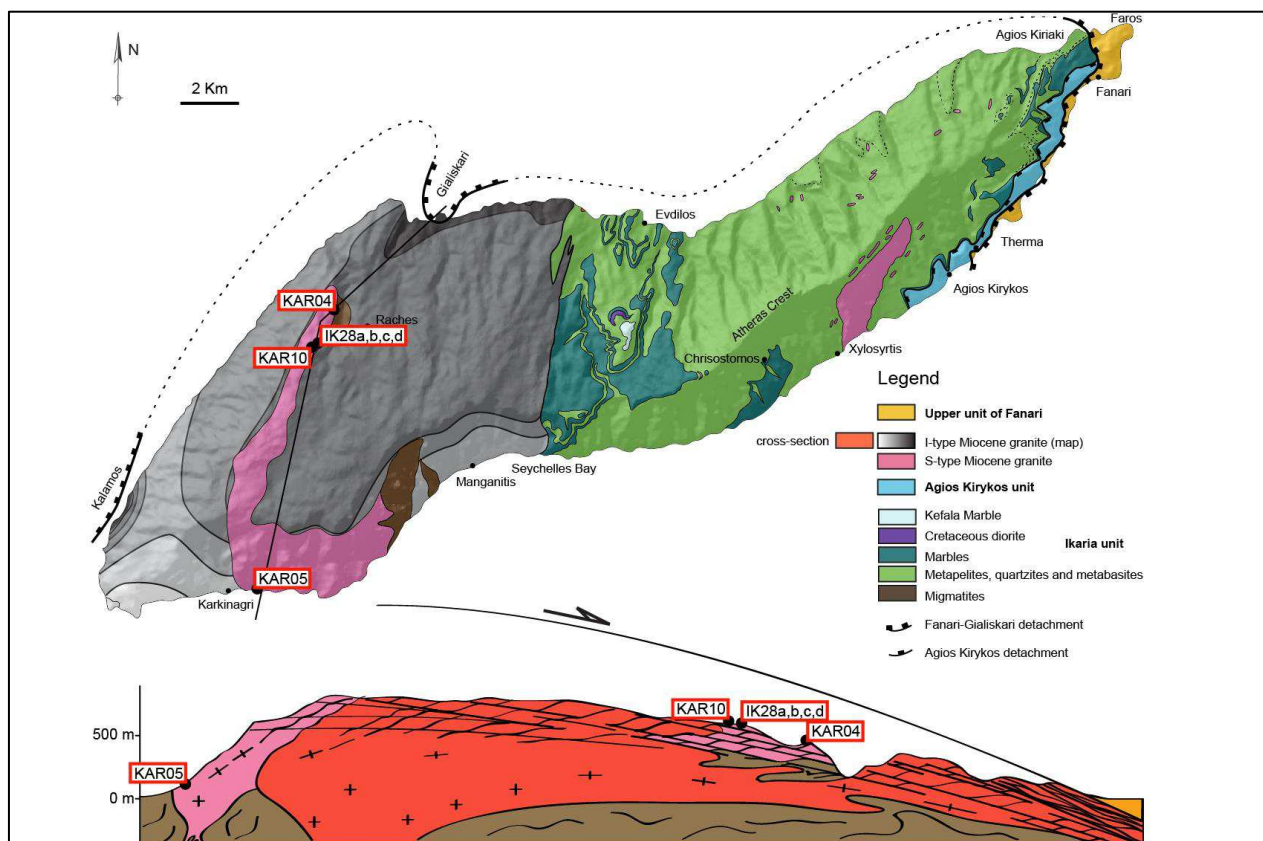 N
2 Km
Faros
Agios Kiriaki
Fanari
Gialiskari
Evdilos
Therma
Agios Kirykos
KAR04
Raches
IK28a,b,c,d
KAR10
Atheras Crest
Chrisostomos
Xylosyrtis
Kalamos
Manganitis
Seychelles Bay
KAR05
Karkinagri
Legend
Upper unit of Fanari
cross-section
I-type Miocene granite (map)
S-type Miocene granite
Agios Kirykos unit
Kefala Marble
Cretaceous diorite
Ikaria unit
Marbles
Metapelites, quartzites and metabasites
Migmatites
Fanari-Gialiskari detachment
Agios Kirykos detachment
KAR10
IK28a,b,c,d
KAR04
500 m
KAR05
0 m